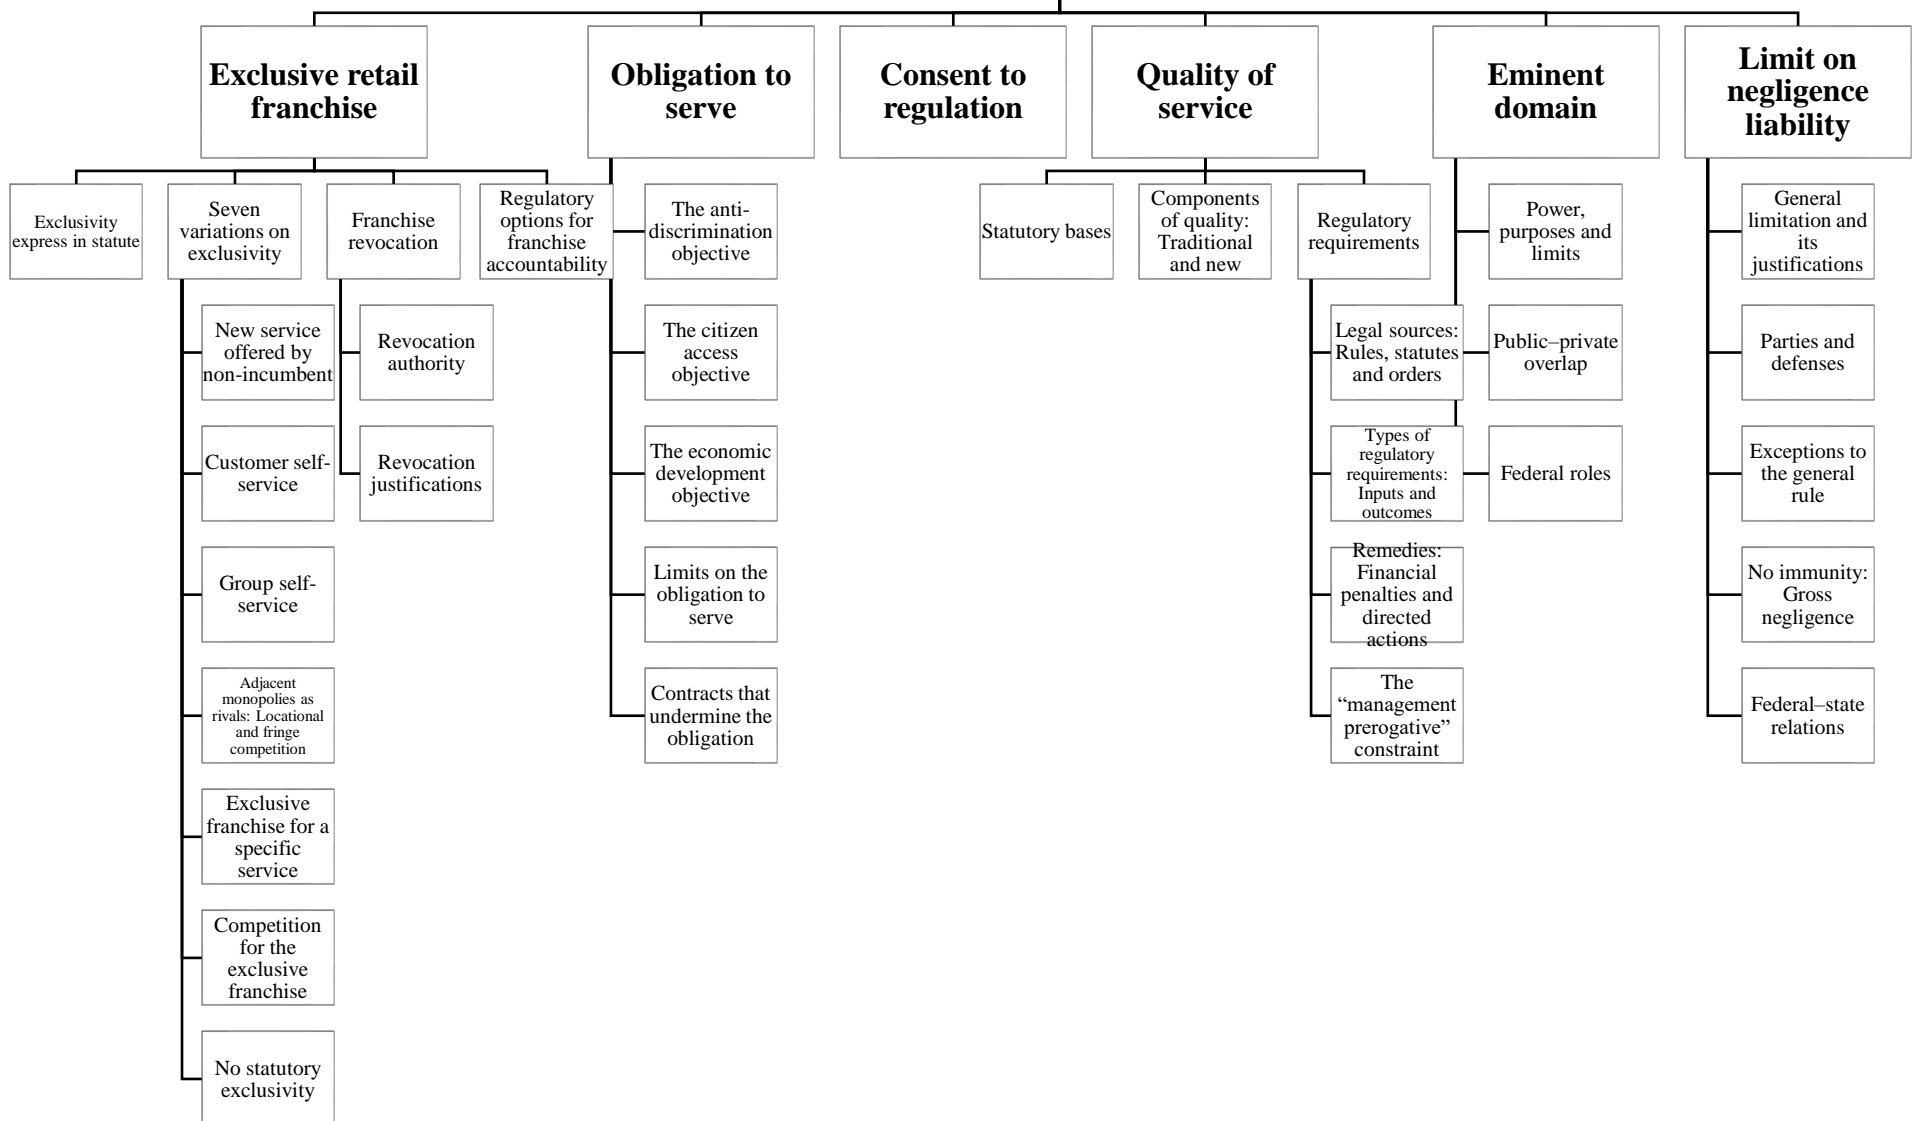 Exclusive retail
franchise
Obligation to
serve
Consent to
regulation
Quality of
service
Eminent
domain
Limit on
negligence
liability
Exclusivity
express in statute
Seven
variations on
exclusivity
Franchise
revocation
Regulatory
options for
franchise
accountability
The anti-
discrimination
objective
Statutory bases
Components
of quality:
Traditional
and new
Regulatory
requirements
Power,
purposes and
limits
General
limitation and
its
justifications
New service
offered by
non-incumbent
Revocation
authority
The citizen
access
objective
Legal sources:
Rules, statutes
and orders
Public–private
overlap
Parties and
defenses
Customer self-
service
Revocation
justifications
The economic
development
objective
Types of
regulatory
requirements:
Inputs and
outcomes
Federal roles
Exceptions to
the general
rule
Group self-
service
Limits on the
obligation to
serve
Remedies:
Financial
penalties and
directed
actions
No immunity:
Gross
negligence
Adjacent
monopolies as
rivals: Locational
and fringe
competition
Contracts that
undermine the
obligation
The
“management
prerogative”
constraint
Federal–state
relations
Exclusive
franchise for a
specific
service
Competition
for the
exclusive
franchise
No statutory
exclusivity